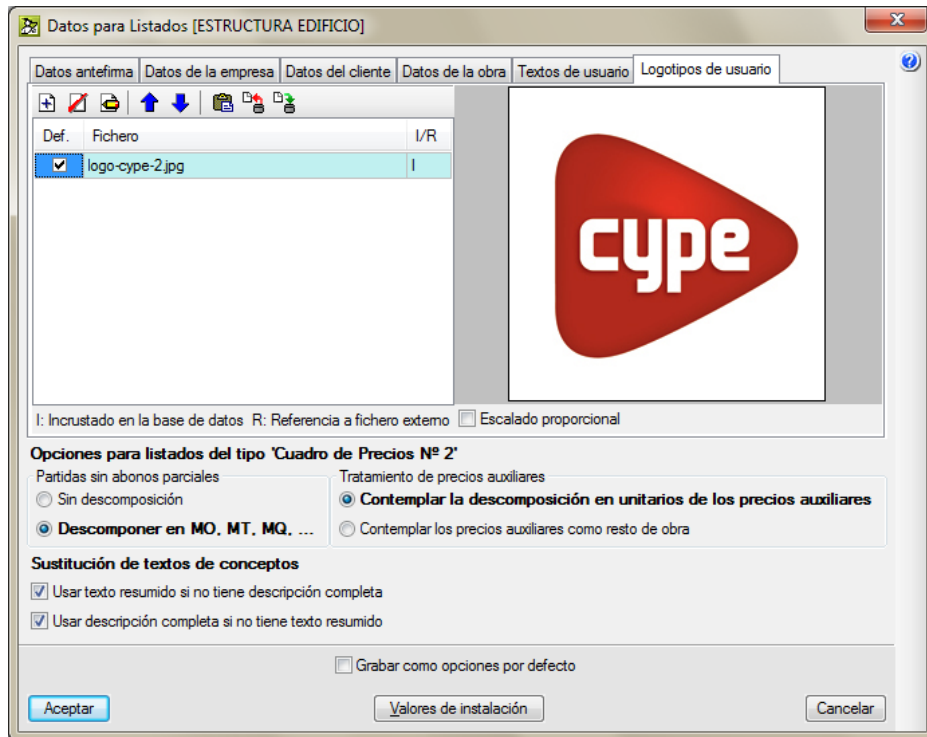 Datos para Listados [ESTRUCTURA EDIFICIO]
Datos antefirma Datos de la empresa Datos del cliente Datos de la obra Textos de usuario Logotipos de usuario
Def. Fichero I/R
logo-cype-2.jpg I
cype
I: Incrustado en la base de datos R: Referencia a fichero externo Escalado proporcional
Opciones para listados del tipo 'Cuadro de Precios Nº 2'
Partidas sin abonos parciales Tratamiento de precios auxiliares
Sin descomposición Contemplar la descomposición en unitarios de los precios auxiliares
Descomponer en MO, MT, MQ, ... Contemplar los precios auxiliares como resto de obra
Sustitución de textos de conceptos
Usar texto resumido si no tiene descripción completa
Usar descripción completa si no tiene texto resumido
Grabar como opciones por defecto
Aceptar Valores de instalación Cancelar